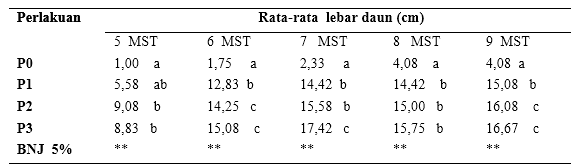 Perlakuan Rata-rata lebar daun (cm)
5 MST 6 MST 7 MST 8 MST 9 MST
P0 1,00 a 1,75 a 2,33 a 4,08 a 4,08 a
P1 5,58 ab 12,83 b 14,42 b 14,42 b 15,08 b
P2 9,08 b 14,25 c 15,58 b 15,00 b 16,08 c
P3 8,83 b 15,08 c 17,42 c 15,75 b 16,67 c
BNJ 5% ** ** ** ** **